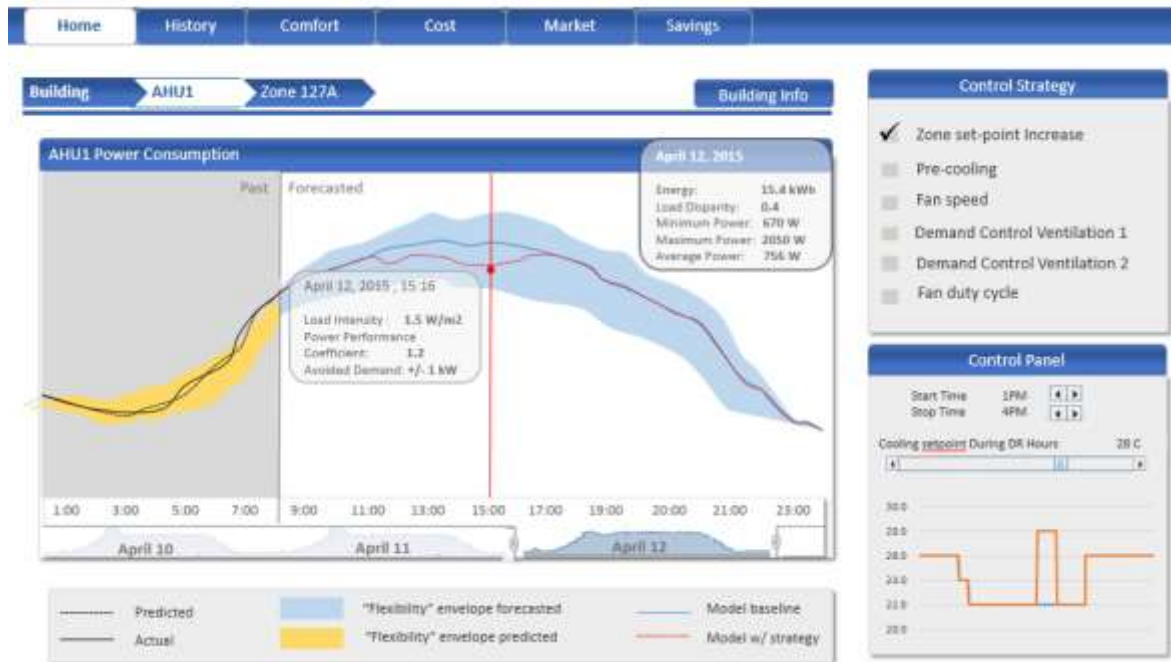 Home History Comfort Cost Market Savings
Building AHU1 Zone 127A
Building Info
AHU1 Power Consumption
Past Forecasted
April 12, 2015
Energy: 15.4 kWh
Load Disparity: 0.4
Minimum Power: 670 W
Maximum Power: 2050 W
Average Power: 756 W
April 12, 2015 , 15 16
Load Intensity : 1.5 W/m2
Power Performance
Coefficient: 1.2
Avoided Demand: +/- 1 kW
1:00 3:00 5:00 7:00 9:00 11:00 13:00 15:00 17:00 19:00 20:00 21:00 23:00
April 10 April 11 April 12
Predicted
Actual
"Flexibility" envelope forecasted
"Flexibility" envelope predicted
Model baseline
Model w/ strategy
Control Strategy
Zone set-point Increase
Pre-cooling
Fan speed
Demand Control Ventilation 1
Demand Control Ventilation 2
Fan duty cycle
Control Panel
Start Time 1PM
Stop Time 4PM
Cooling setpoint During DR Hours 28 C
30.0
20.0